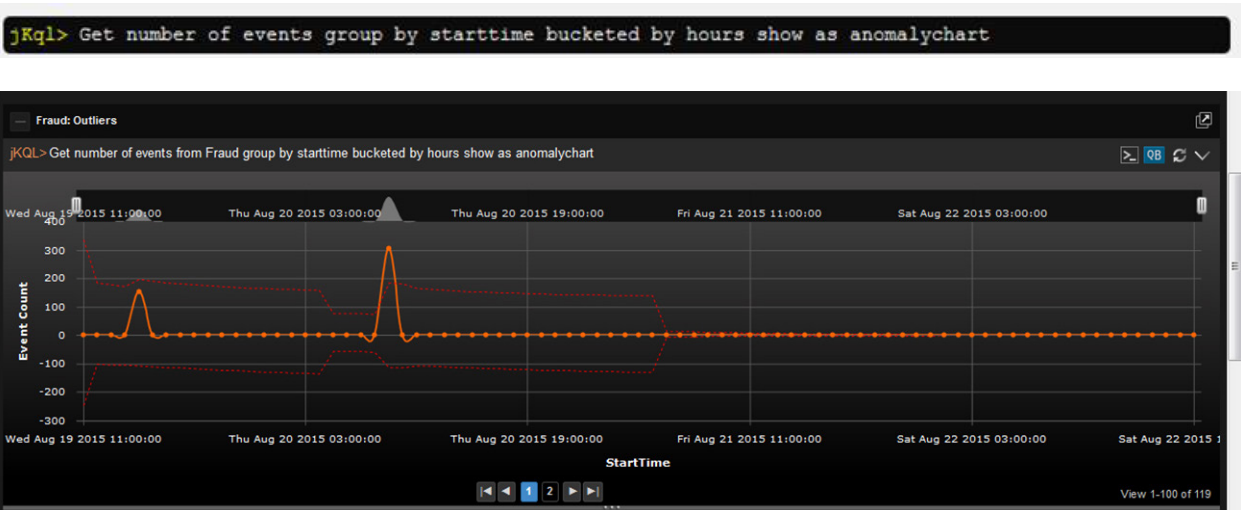 jKql> Get number of events group by starttime bucketed by hours show as anomalychart
Fraud: Outliers
jKQL> Get number of events from Fraud group by starttime bucketed by hours show as anomalychart
QB
Wed Aug 19 2015 11:00:00 Thu Aug 20 2015 03:00:00 Thu Aug 20 2015 19:00:00 Fri Aug 21 2015 11:00:00 Sat Aug 22 2015 03:00:00
400
300
200
100
0
-100
-200
-300
Event Count
Wed Aug 19 2015 11:00:00 Thu Aug 20 2015 03:00:00 Thu Aug 20 2015 19:00:00 Fri Aug 21 2015 11:00:00 Sat Aug 22 2015 03:00:00 Sat Aug 22 2015 1
StartTime
1 2
View 1-100 of 119